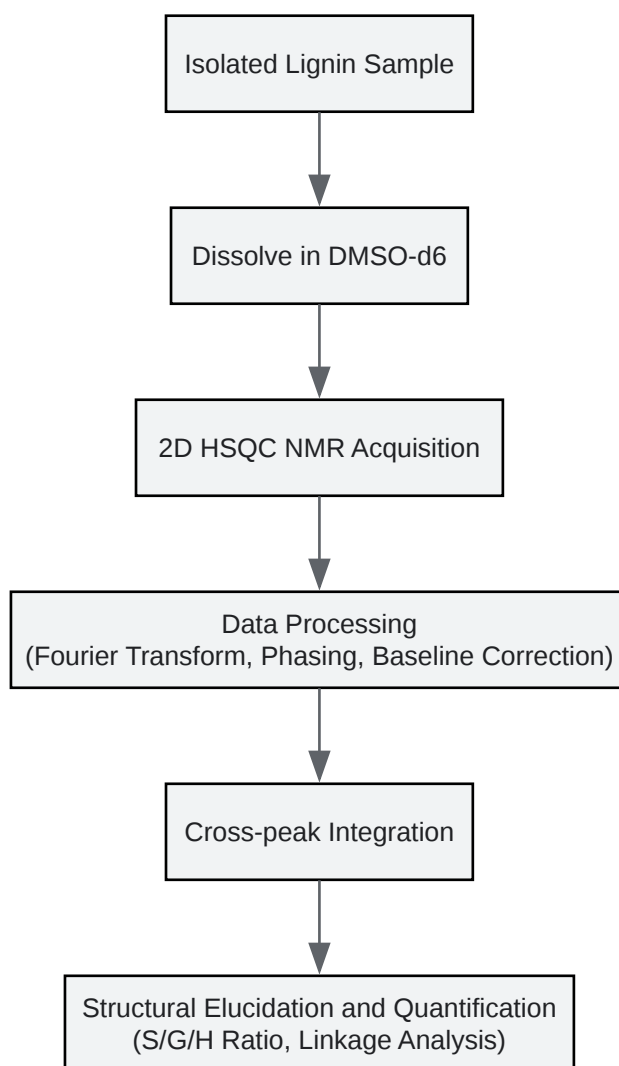 Isolated Lignin Sample
Dissolve in DMSO-d6
2D HSQC NMR Acquisition
Data Processing
(Fourier Transform, Phasing, Baseline Correction)
Cross-peak Integration
Structural Elucidation and Quantification
(S/G/H Ratio, Linkage Analysis)